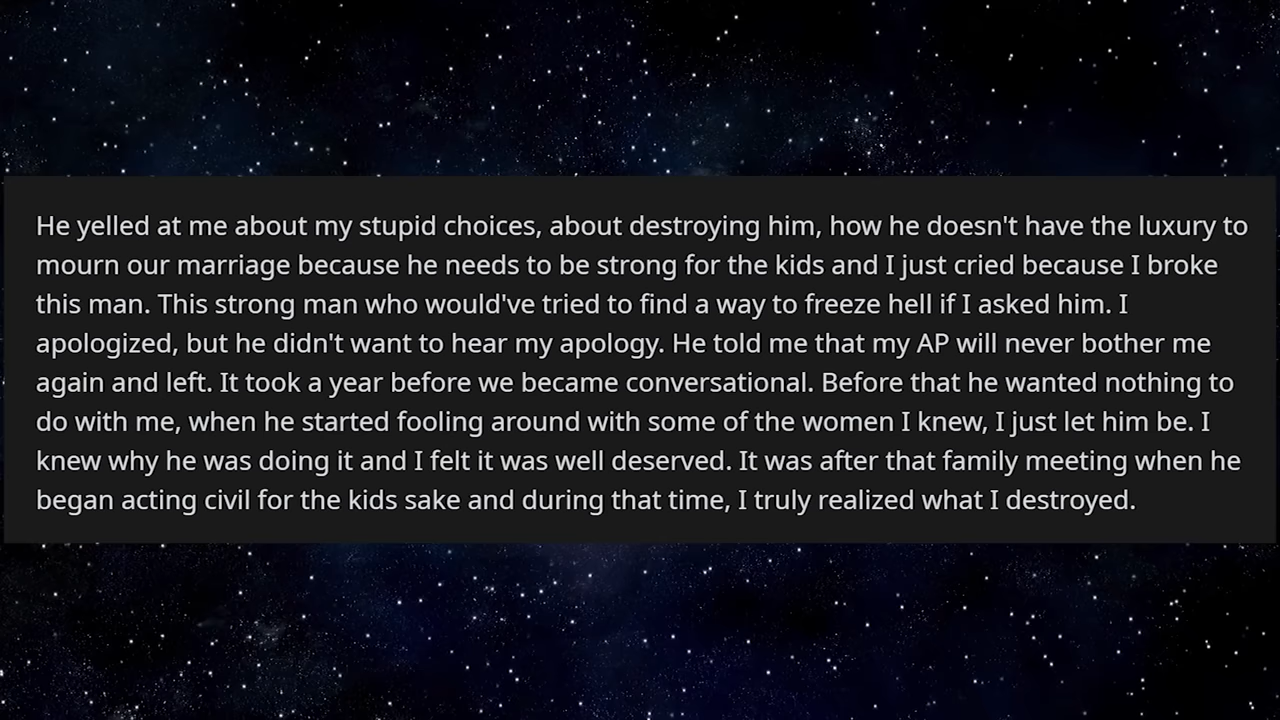 He yelled at me about my stupid choices, about destroying him, how he doesn't have the luxury to
mourn our marriage because he needs to be strong for the kids and I just cried because I broke
this man. This strong man who would've tried to find a way to freeze hell if I asked him. I
apologized, but he didn't want to hear my apology. He told me that my AP will never bother me
again and left. It took a year before we became conversational. Before that he wanted nothing to
do with me, when he started fooling around with some of the women I knew, I just let him be. I
knew why he was doing it and I felt it was well deserved. It was after that family meeting when he
began acting civil for the kids sake and during that time, I truly realized what I destroyed.